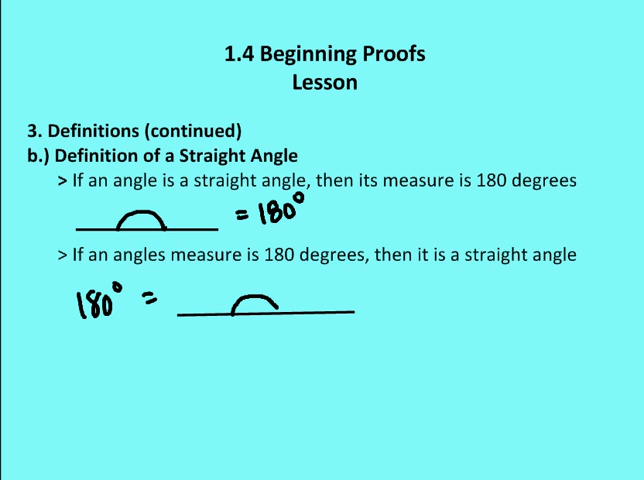 1.4 Beginning Proofs
Lesson
3. Definitions (continued)
b.) Definition of a Straight Angle
> If an angle is a straight angle, then its measure is 180 degrees
= 180°
> If an angles measure is 180 degrees, then it is a straight angle
180° =